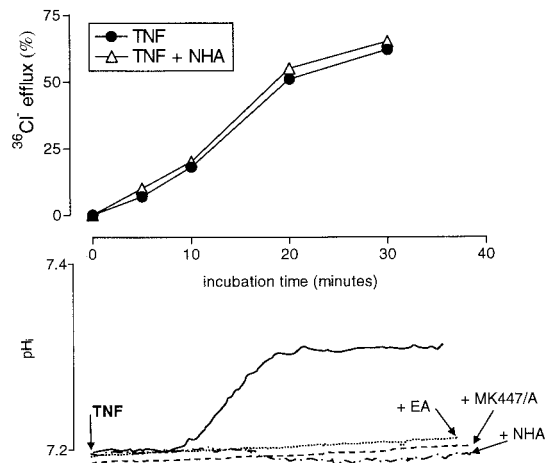 75
TNF
TNF + NHA
50
25
0
³⁶Cl⁻ efflux (%)
0 10 20 30 40
incubation time (minutes)
7.4
pHᵢ
TNF
+ EA
+ MK447/A
+ NHA
7.2